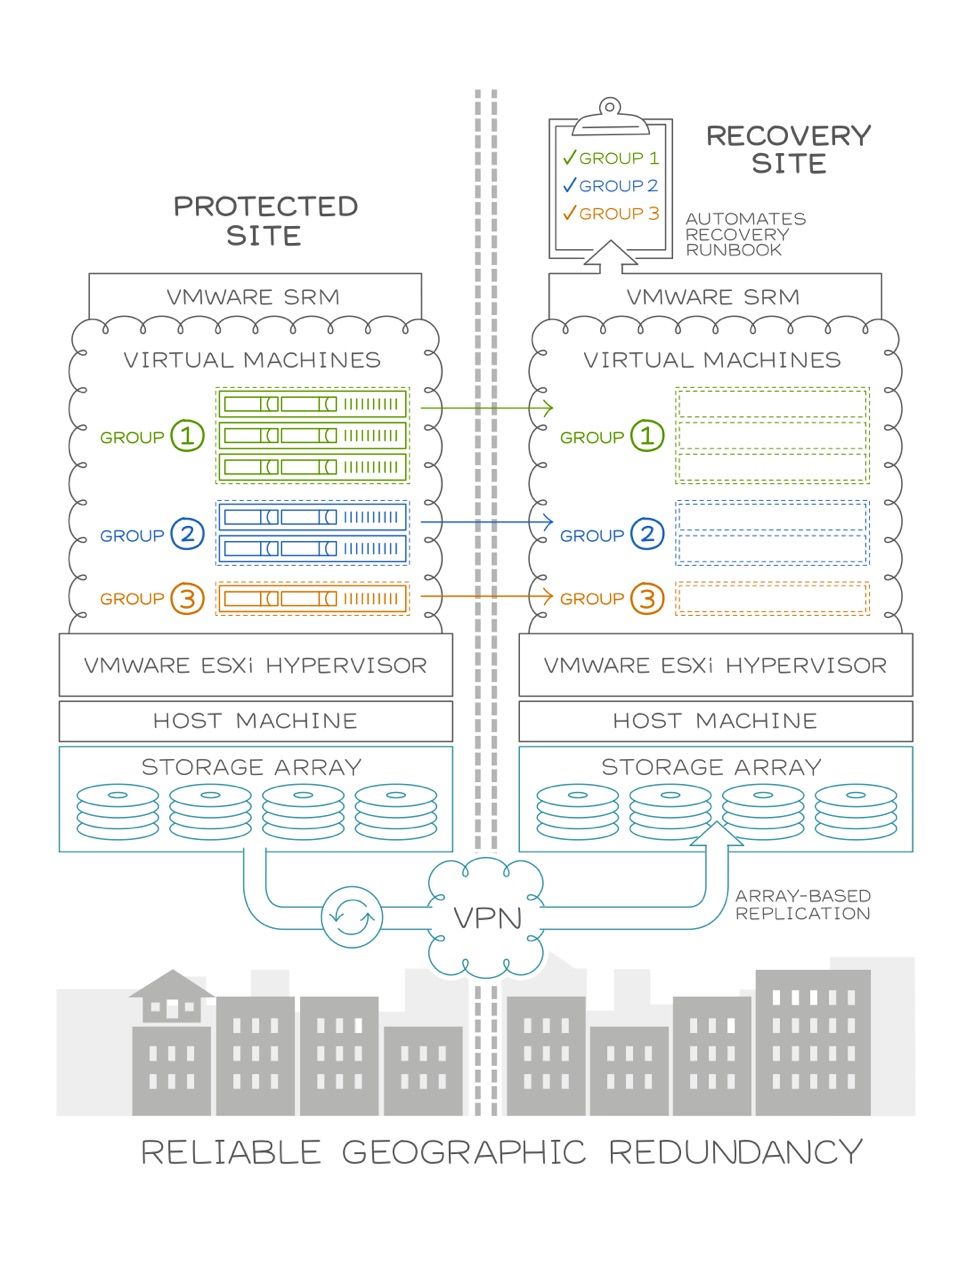 PROTECTED
SITE
VMWARE SRM
VIRTUAL MACHINES
GROUP 1
GROUP 2
GROUP 3
VMWARE ESXi HYPERVISOR
HOST MACHINE
STORAGE ARRAY
✓GROUP 1
✓GROUP 2
✓GROUP 3
RECOVERY
SITE
AUTOMATES
RECOVERY
RUNBOOK
VMWARE SRM
VIRTUAL MACHINES
GROUP 1
GROUP 2
GROUP 3
VMWARE ESXi HYPERVISOR
HOST MACHINE
STORAGE ARRAY
VPN
ARRAY-BASED
REPLICATION
RELIABLE GEOGRAPHIC REDUNDANCY